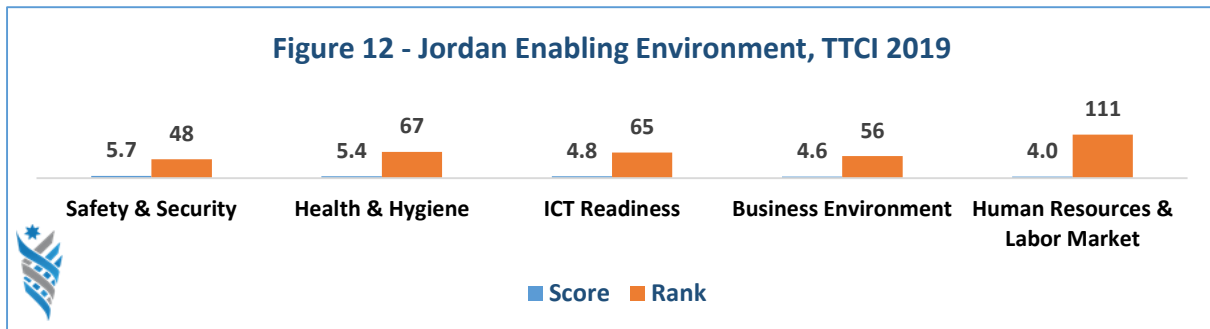 Figure 12 - Jordan Enabling Environment, TTCI 2019
5.7 48 5.4 67 4.8 65 4.6 56 4.0 111
Safety & Security Health & Hygiene ICT Readiness Business Environment Human Resources &
Labor Market
Score Rank